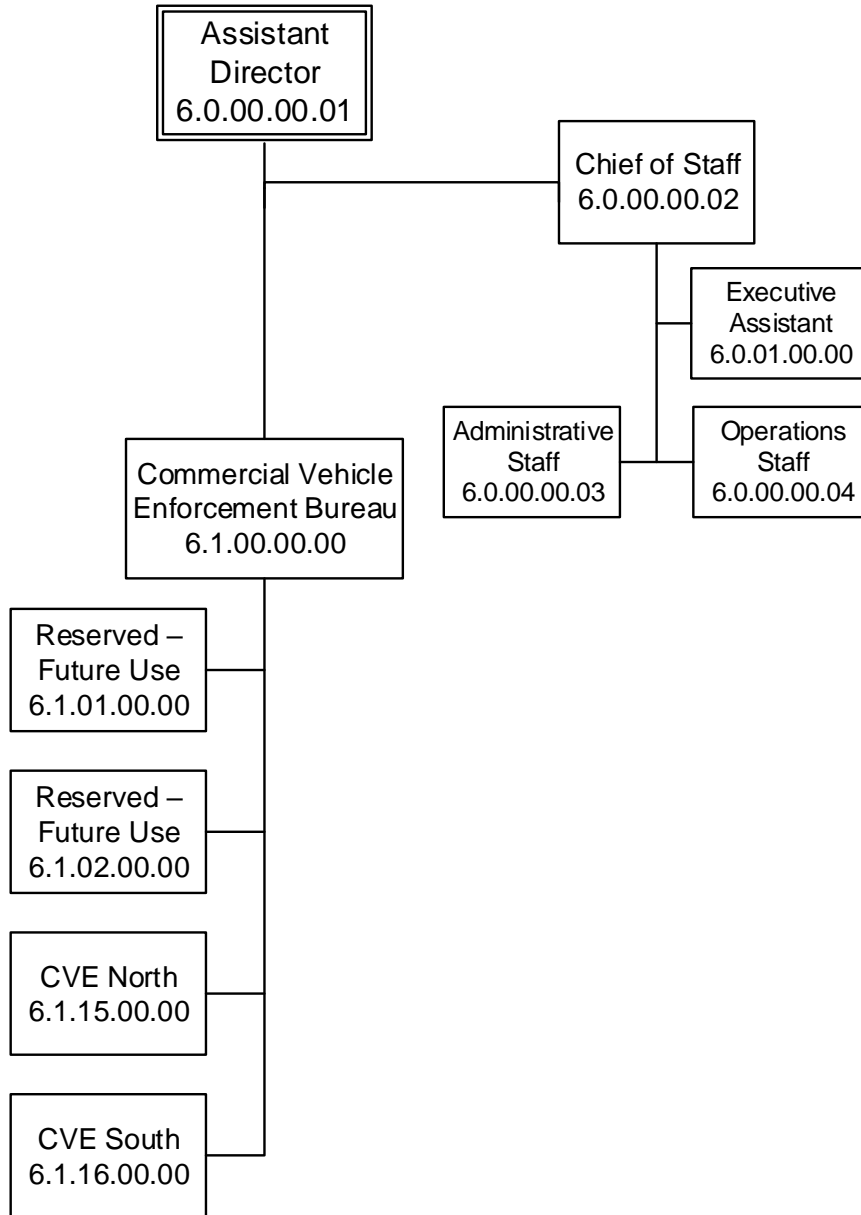 Assistant
Director
6.0.00.00.01
Chief of Staff
6.0.00.00.02
Executive
Assistant
6.0.01.00.00
Administrative
Staff
6.0.00.00.03
Operations
Staff
6.0.00.00.04
Commercial Vehicle
Enforcement Bureau
6.1.00.00.00
Reserved –
Future Use
6.1.01.00.00
Reserved –
Future Use
6.1.02.00.00
CVE North
6.1.15.00.00
CVE South
6.1.16.00.00